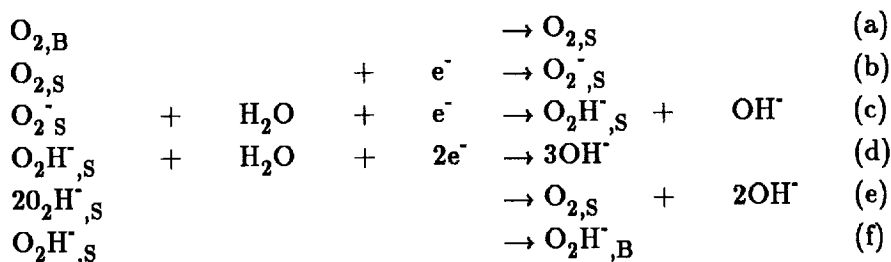 O2,B → O2,S (a)
O2,S + e- → O2-,S (b)
O2-S + H2O + e- → O2H-,S + OH- (c)
O2H-,S + H2O + 2e- → 3OH- (d)
2O2H-,S → O2,S + 2OH- (e)
O2H-,S → O2H-,B (f)